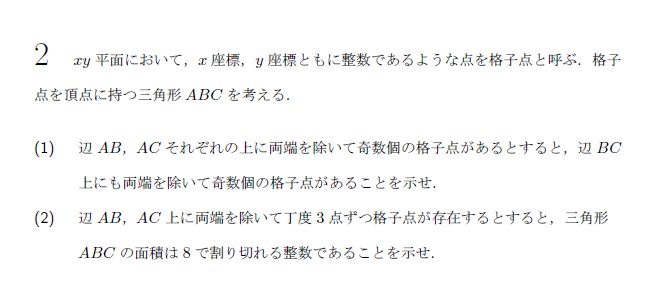 2 xy 平面において，x 座標，y 座標ともに整数であるような点を格子点と呼ぶ．格子
点を頂点に持つ三角形 ABC を考える．
(1) 辺 AB，AC それぞれの上に両端を除いて奇数個の格子点があるとすると，辺 BC
上にも両端を除いて奇数個の格子点があることを示せ．
(2) 辺 AB，AC 上に両端を除いて丁度 3 点ずつ格子点が存在するとすると，三角形
ABC の面積は 8 で割り切れる整数であることを示せ．